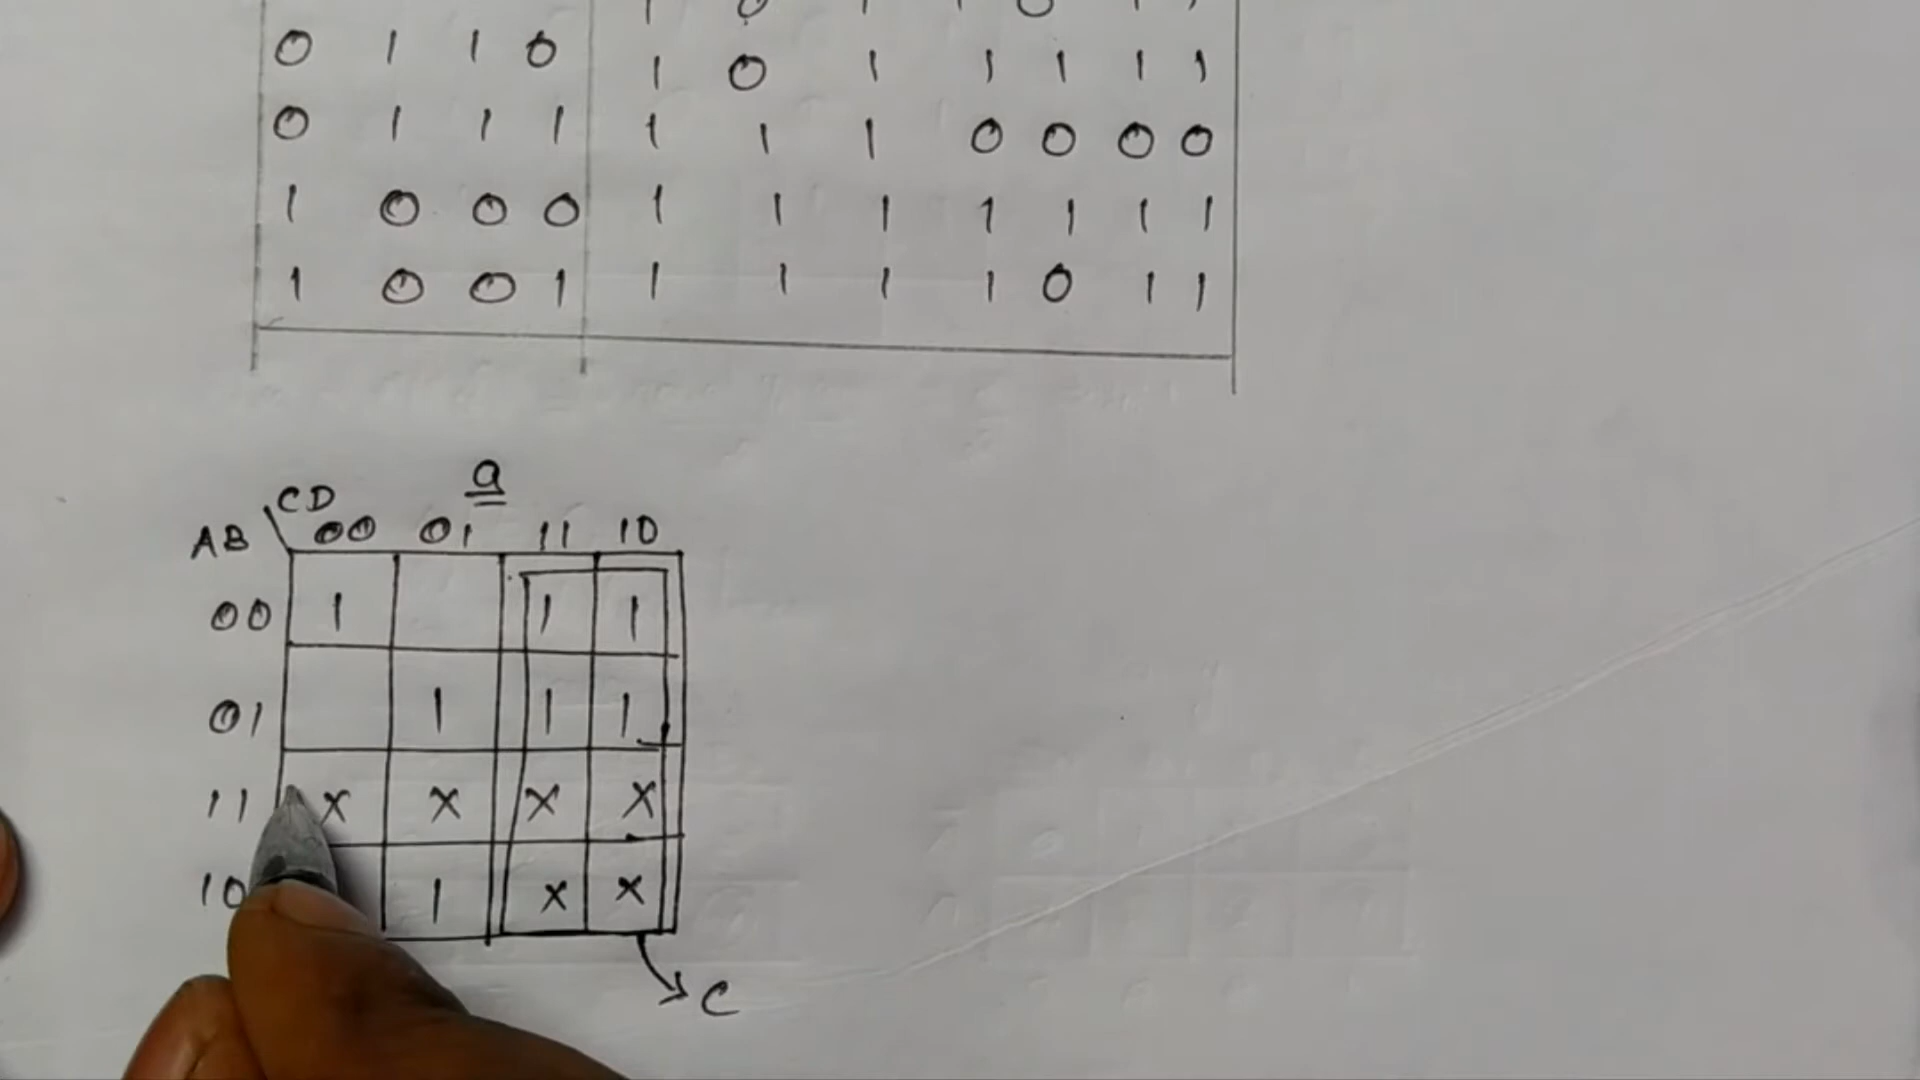 0 1 1 0 1 0 1 1 1 1 1
0 1 1 1 1 1 1 0 0 0 0
1 0 0 0 1 1 1 1 1 1 1
1 0 0 1 1 1 1 1 0 1 1
a
CD
AB 00 01 11 10
00 1 1 1
01 1 1 1
11 x x x x
10 1 x x
C